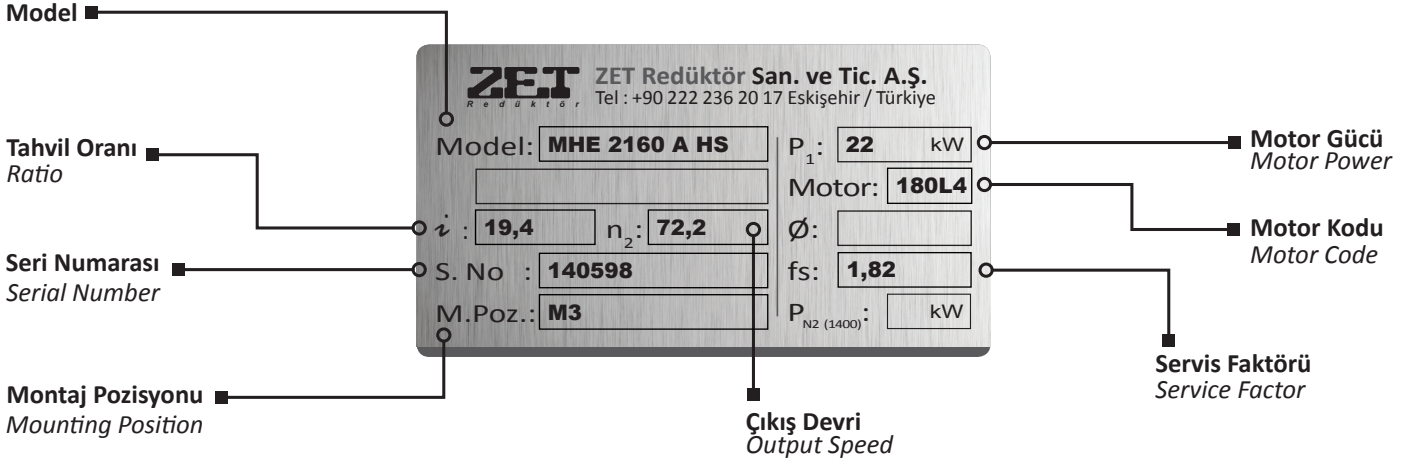 Model
ZET
Redüktör
ZET Redüktör San. ve Tic. A.Ş.
Tel : +90 222 236 20 17 Eskişehir / Türkiye
Model: MHE 2160 A HS
P1: 22 kW
Motor: 180L4
i : 19,4 n2: 72,2
Ø:
S. No : 140598
fs: 1,82
M.Poz.: M3
PN2 (1400): kW
Tahvil Oranı
Ratio
Seri Numarası
Serial Number
Montaj Pozisyonu
Mounting Position
Çıkış Devri
Output Speed
Motor Gücü
Motor Power
Motor Kodu
Motor Code
Servis Faktörü
Service Factor